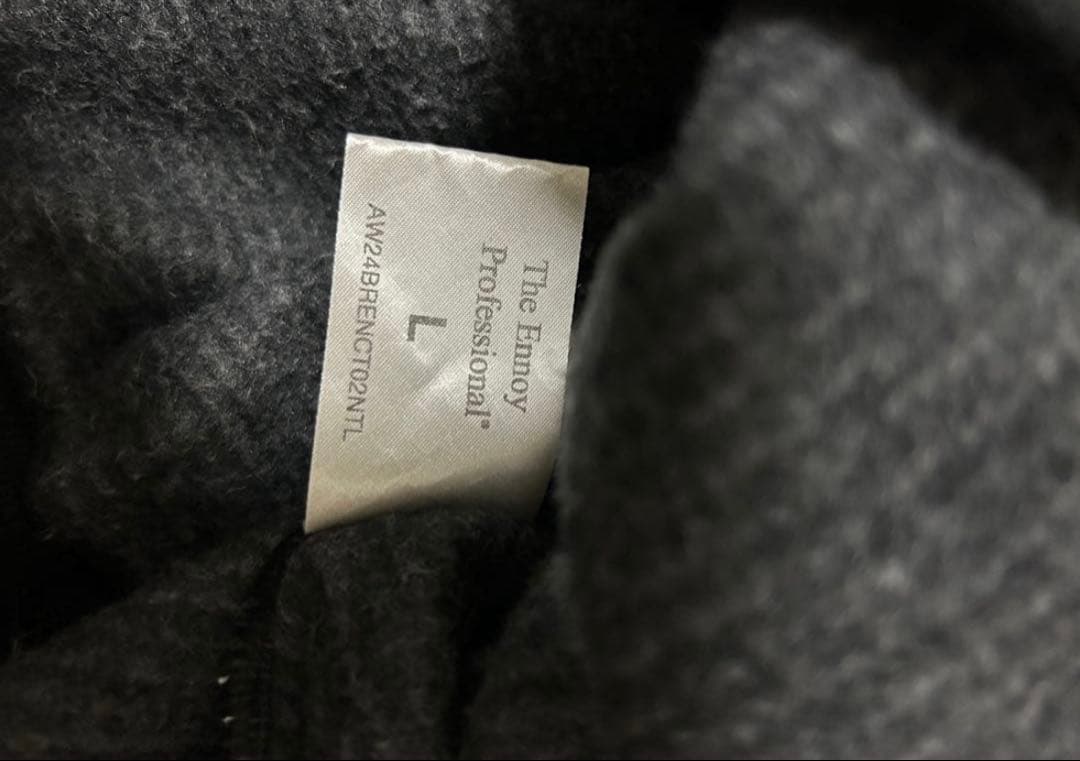 The Ennoy
Professional®
L
AW24BRENCT02NTL